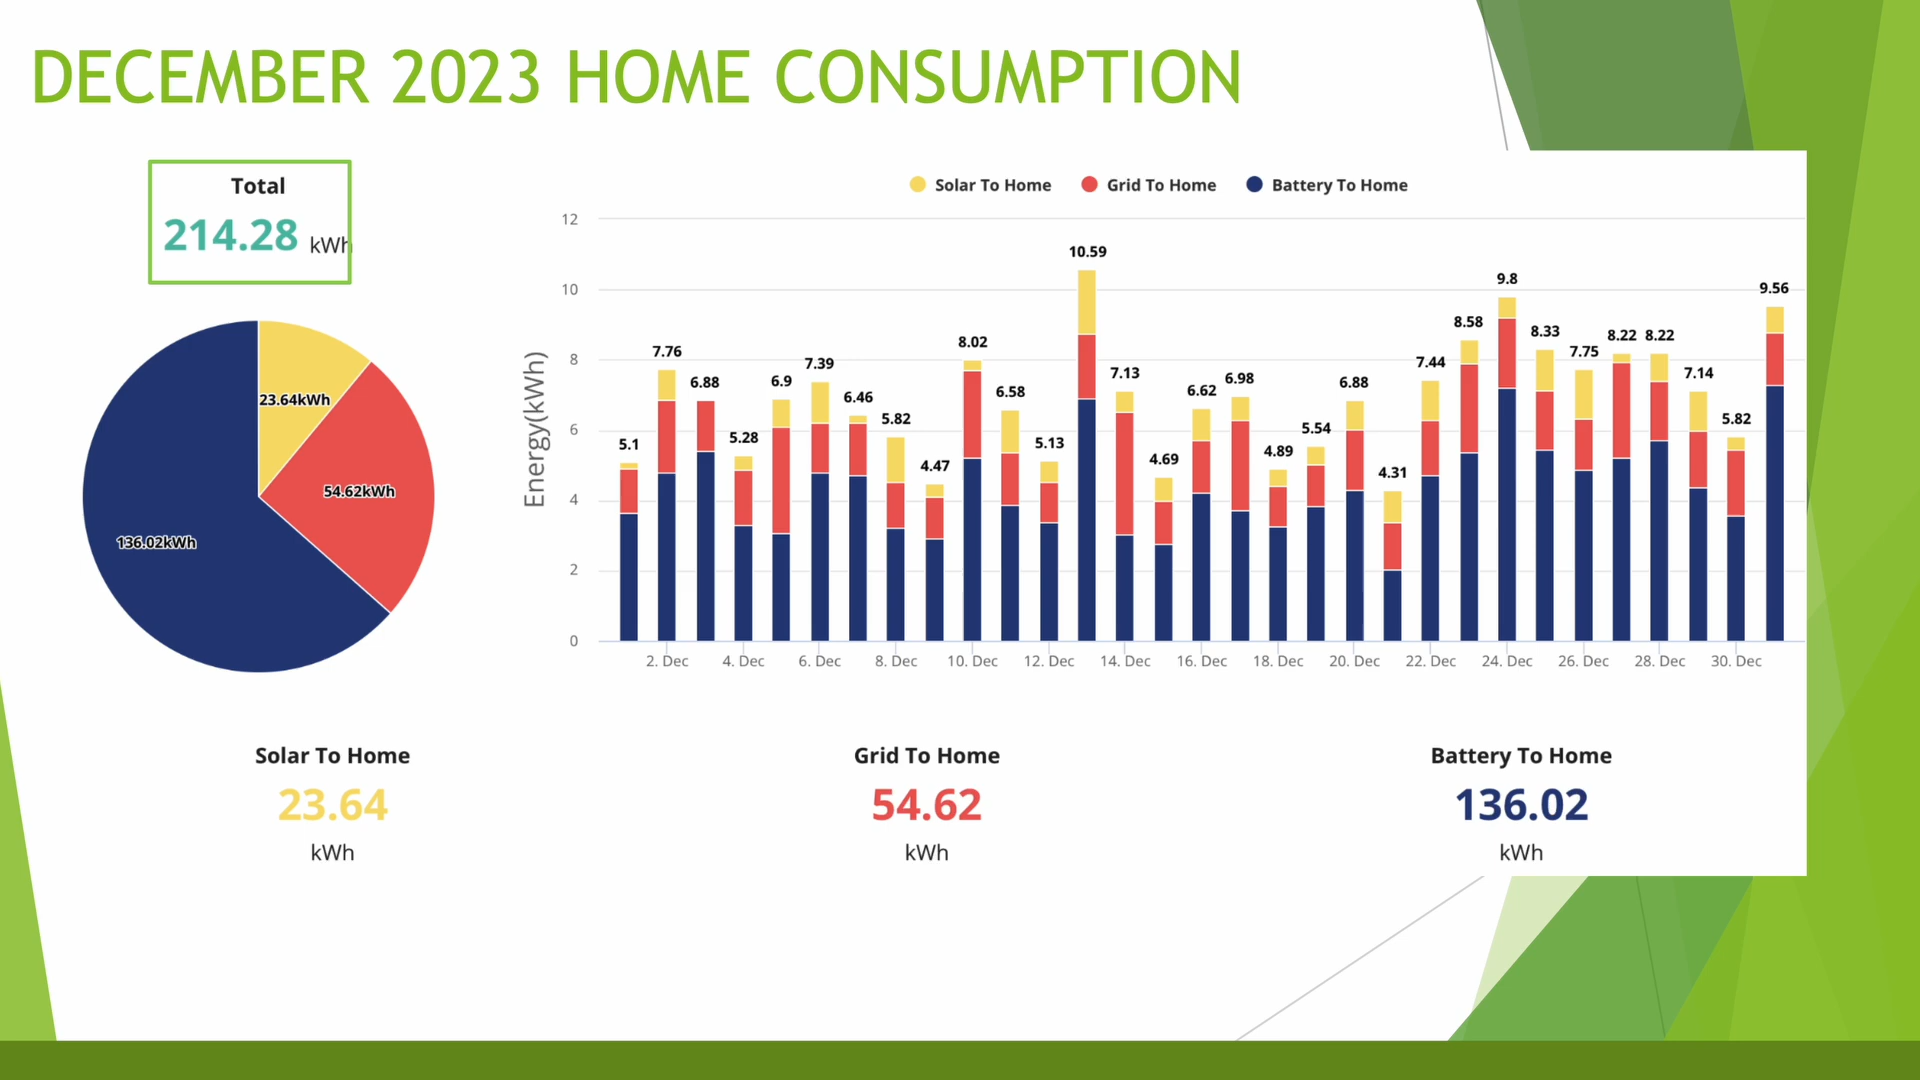 DECEMBER 2023 HOME CONSUMPTION
Total
214.28 kWh
Solar To Home Grid To Home Battery To Home
12
10
8
6
4
2
0
Energy(kWh)
5.1
7.76
6.88
5.28
6.9
7.39
6.46
5.82
4.47
8.02
6.58
5.13
10.59
7.13
4.69
6.62
6.98
4.89
5.54
6.88
4.31
7.44
8.58
9.8
8.33
7.75
8.22
8.22
7.14
5.82
9.56
2. Dec 4. Dec 6. Dec 8. Dec 10. Dec 12. Dec 14. Dec 16. Dec 18. Dec 20. Dec 22. Dec 24. Dec 26. Dec 28. Dec 30. Dec
23.64kWh
54.62kWh
136.02kWh
Solar To Home
23.64
kWh
Grid To Home
54.62
kWh
Battery To Home
136.02
kWh